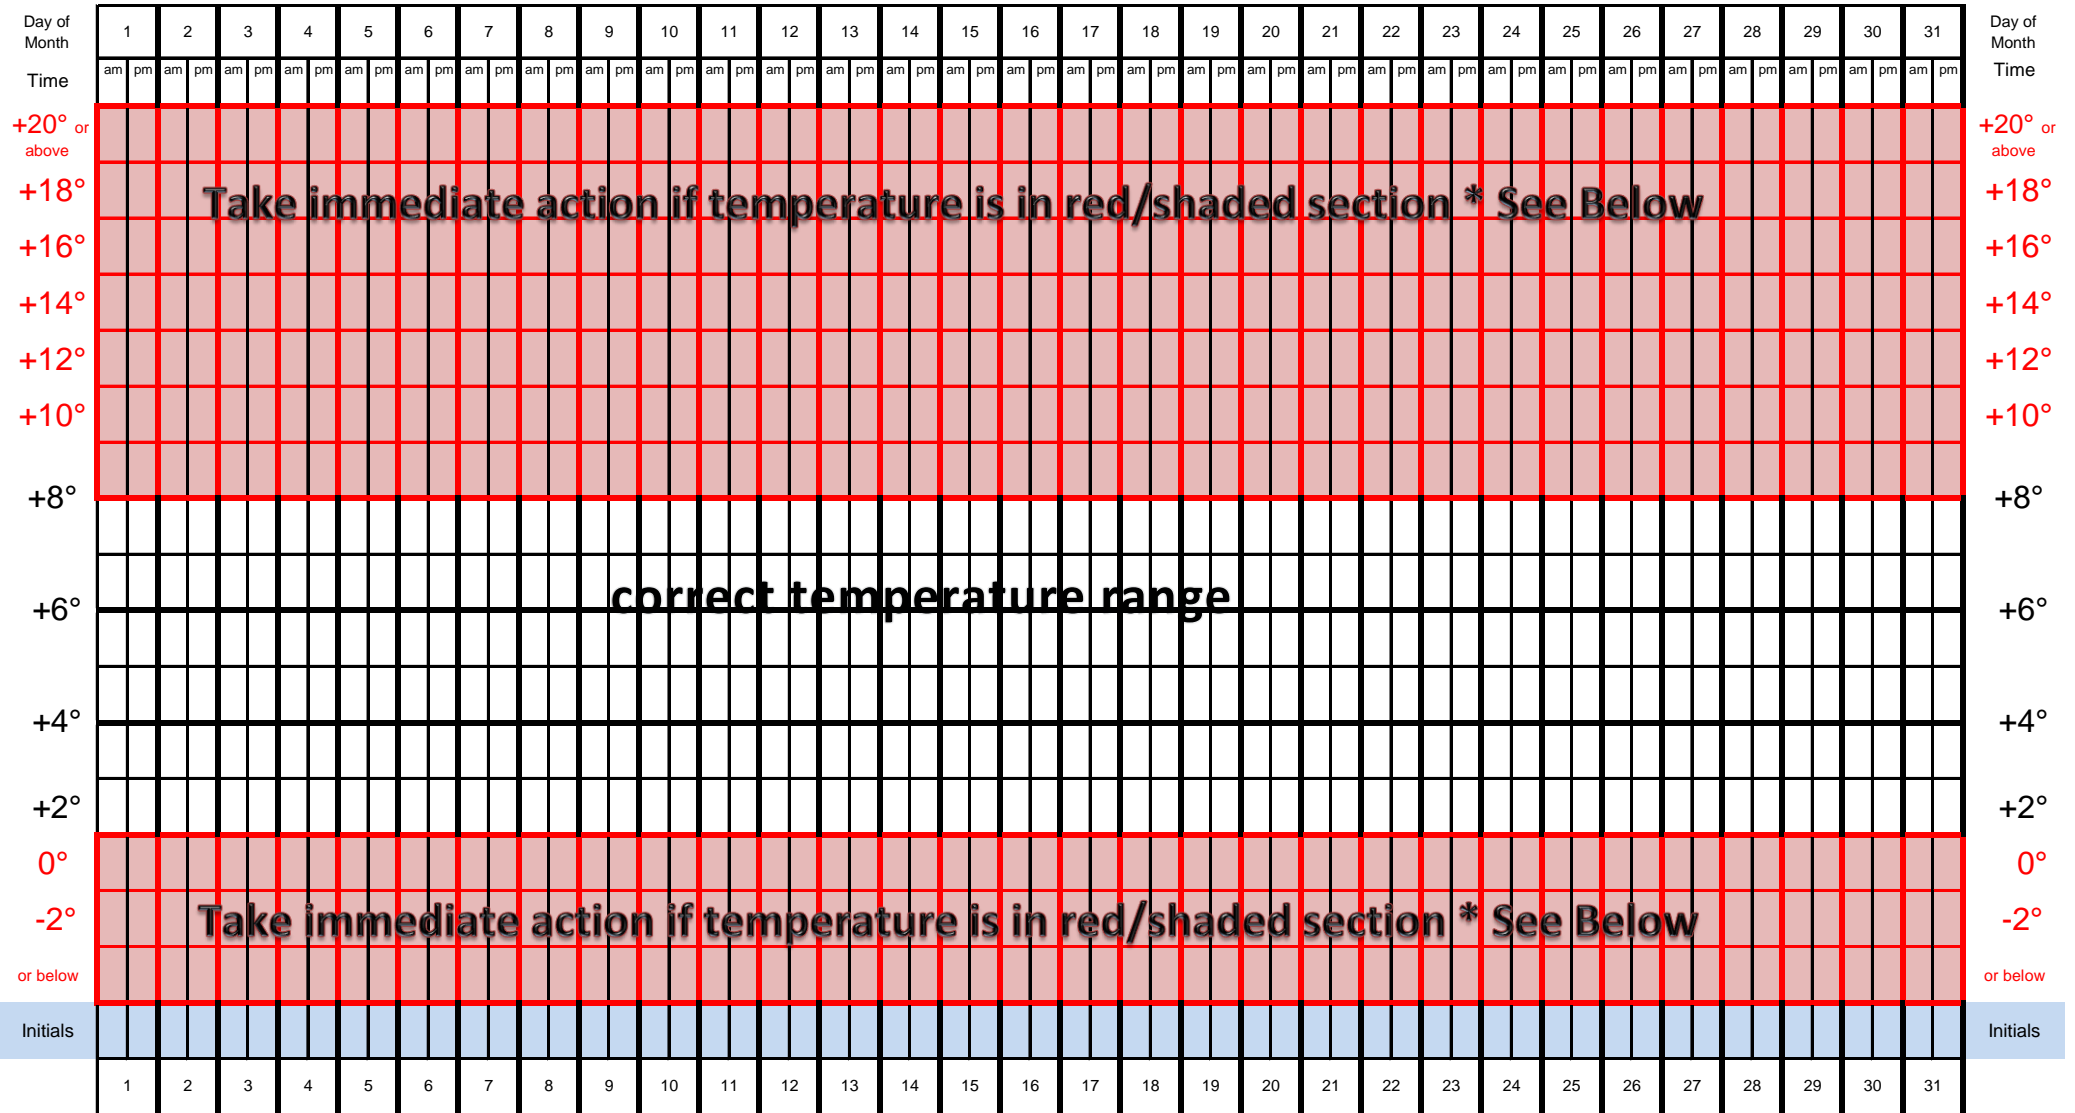 Day of Month 1 2 3 4 5 6 7 8 9 10 11 12 13 14 15 16 17 18 19 20 21 22 23 24 25 26 27 28 29 30 31 Day of Month
Time am pm am pm am pm am pm am pm am pm am pm am pm am pm am pm am pm am pm am pm am pm am pm am pm am pm am pm am pm am pm am pm am pm am pm am pm am pm am pm am pm am pm am pm am pm am pm Time
+20° or above +20° or above
+18° Take immediate action if temperature is in red/shaded section * See Below +18°
+16° +16°
+14° +14°
+12° +12°
+10° +10°
+8° +8°
+6° correct temperature range +6°
+4° +4°
+2° +2°
0° 0°
-2° Take immediate action if temperature is in red/shaded section * See Below -2°
or below or below
Initials Initials
1 2 3 4 5 6 7 8 9 10 11 12 13 14 15 16 17 18 19 20 21 22 23 24 25 26 27 28 29 30 31